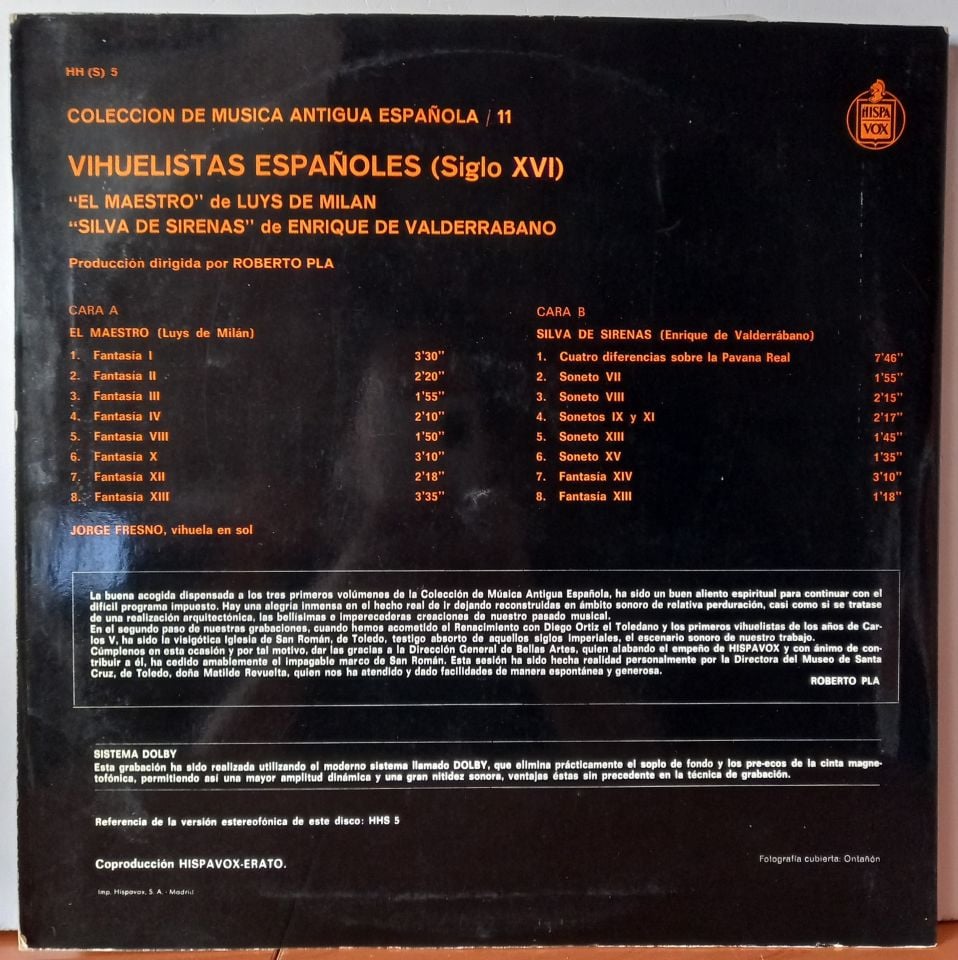 HH (S) 5
COLECCION DE MUSICA ANTIGUA ESPAÑOLA / 11
HISPA
VOX
VIHUELISTAS ESPAÑOLES (Siglo XVI)
"EL MAESTRO" de LUYS DE MILAN
"SILVA DE SIRENAS" de ENRIQUE DE VALDERRABANO
Producción dirigida por ROBERTO PLA
CARA A
EL MAESTRO (Luys de Milán)
1. Fantasía I 3'30"
2. Fantasía II 2'20"
3. Fantasía III 1'55"
4. Fantasía IV 2'10"
5. Fantasía VIII 1'50"
6. Fantasía X 3'10"
7. Fantasía XII 2'18"
8. Fantasía XIII 3'35"
JORGE FRESNO, vihuela en sol
CARA B
SILVA DE SIRENAS (Enrique de Valderrábano)
1. Cuatro diferencias sobre la Pavana Real 7'46"
2. Soneto VII 1'55"
3. Soneto VIII 2'15"
4. Sonetos IX y XI 2'17"
5. Soneto XIII 1'45"
6. Soneto XV 1'35"
7. Fantasía XIV 3'10"
8. Fantasía XIII 1'18"
La buena acogida dispensada a los tres primeros volúmenes de la Colección de Música Antigua Española, ha sido un buen aliento espiritual para continuar con el
difícil programa impuesto. Hay una alegría inmensa en el hecho real de ir dejando reconstruidas en ámbito sonoro de relativa perduración, casi como si se tratase
de una realización arquitectónica, las bellísimas e imperecederas creaciones de nuestro pasado musical.
En el segundo paso de nuestras grabaciones, cuando hemos acometido el Renacimiento con Diego Ortiz el Toledano y los primeros vihuelistas de los años de Car-
los V, ha sido la visigótica Iglesia de San Román, de Toledo, testigo absorto de aquellos siglos imperiales, el escenario sonoro de nuestro trabajo.
Cúmplenos en esta ocasión y por tal motivo, dar las gracias a la Dirección General de Bellas Artes, quien alabando el empeño de HISPAVOX y con ánimo de con-
tribuir a él, ha cedido amablemente el impagable marco de San Román. Esta sesión ha sido hecha realidad personalmente por la Directora del Museo de Santa
Cruz, de Toledo, doña Matilde Revuelta, quien nos ha atendido y dado facilidades de manera espontánea y generosa.
ROBERTO PLA
SISTEMA DOLBY
Esta grabación ha sido realizada utilizando el moderno sistema llamado DOLBY, que elimina prácticamente el soplo de fondo y los pre-ecos de la cinta magne-
tofónica, permitiendo así una mayor amplitud dinámica y una gran nitidez sonora, ventajas éstas sin precedente en la técnica de grabación.
Referencia de la versión estereofónica de este disco: HHS 5
Coproducción HISPAVOX-ERATO.
Fotografía cubierta: Ontañón
Imp. Hispavox, S. A. - Madrid